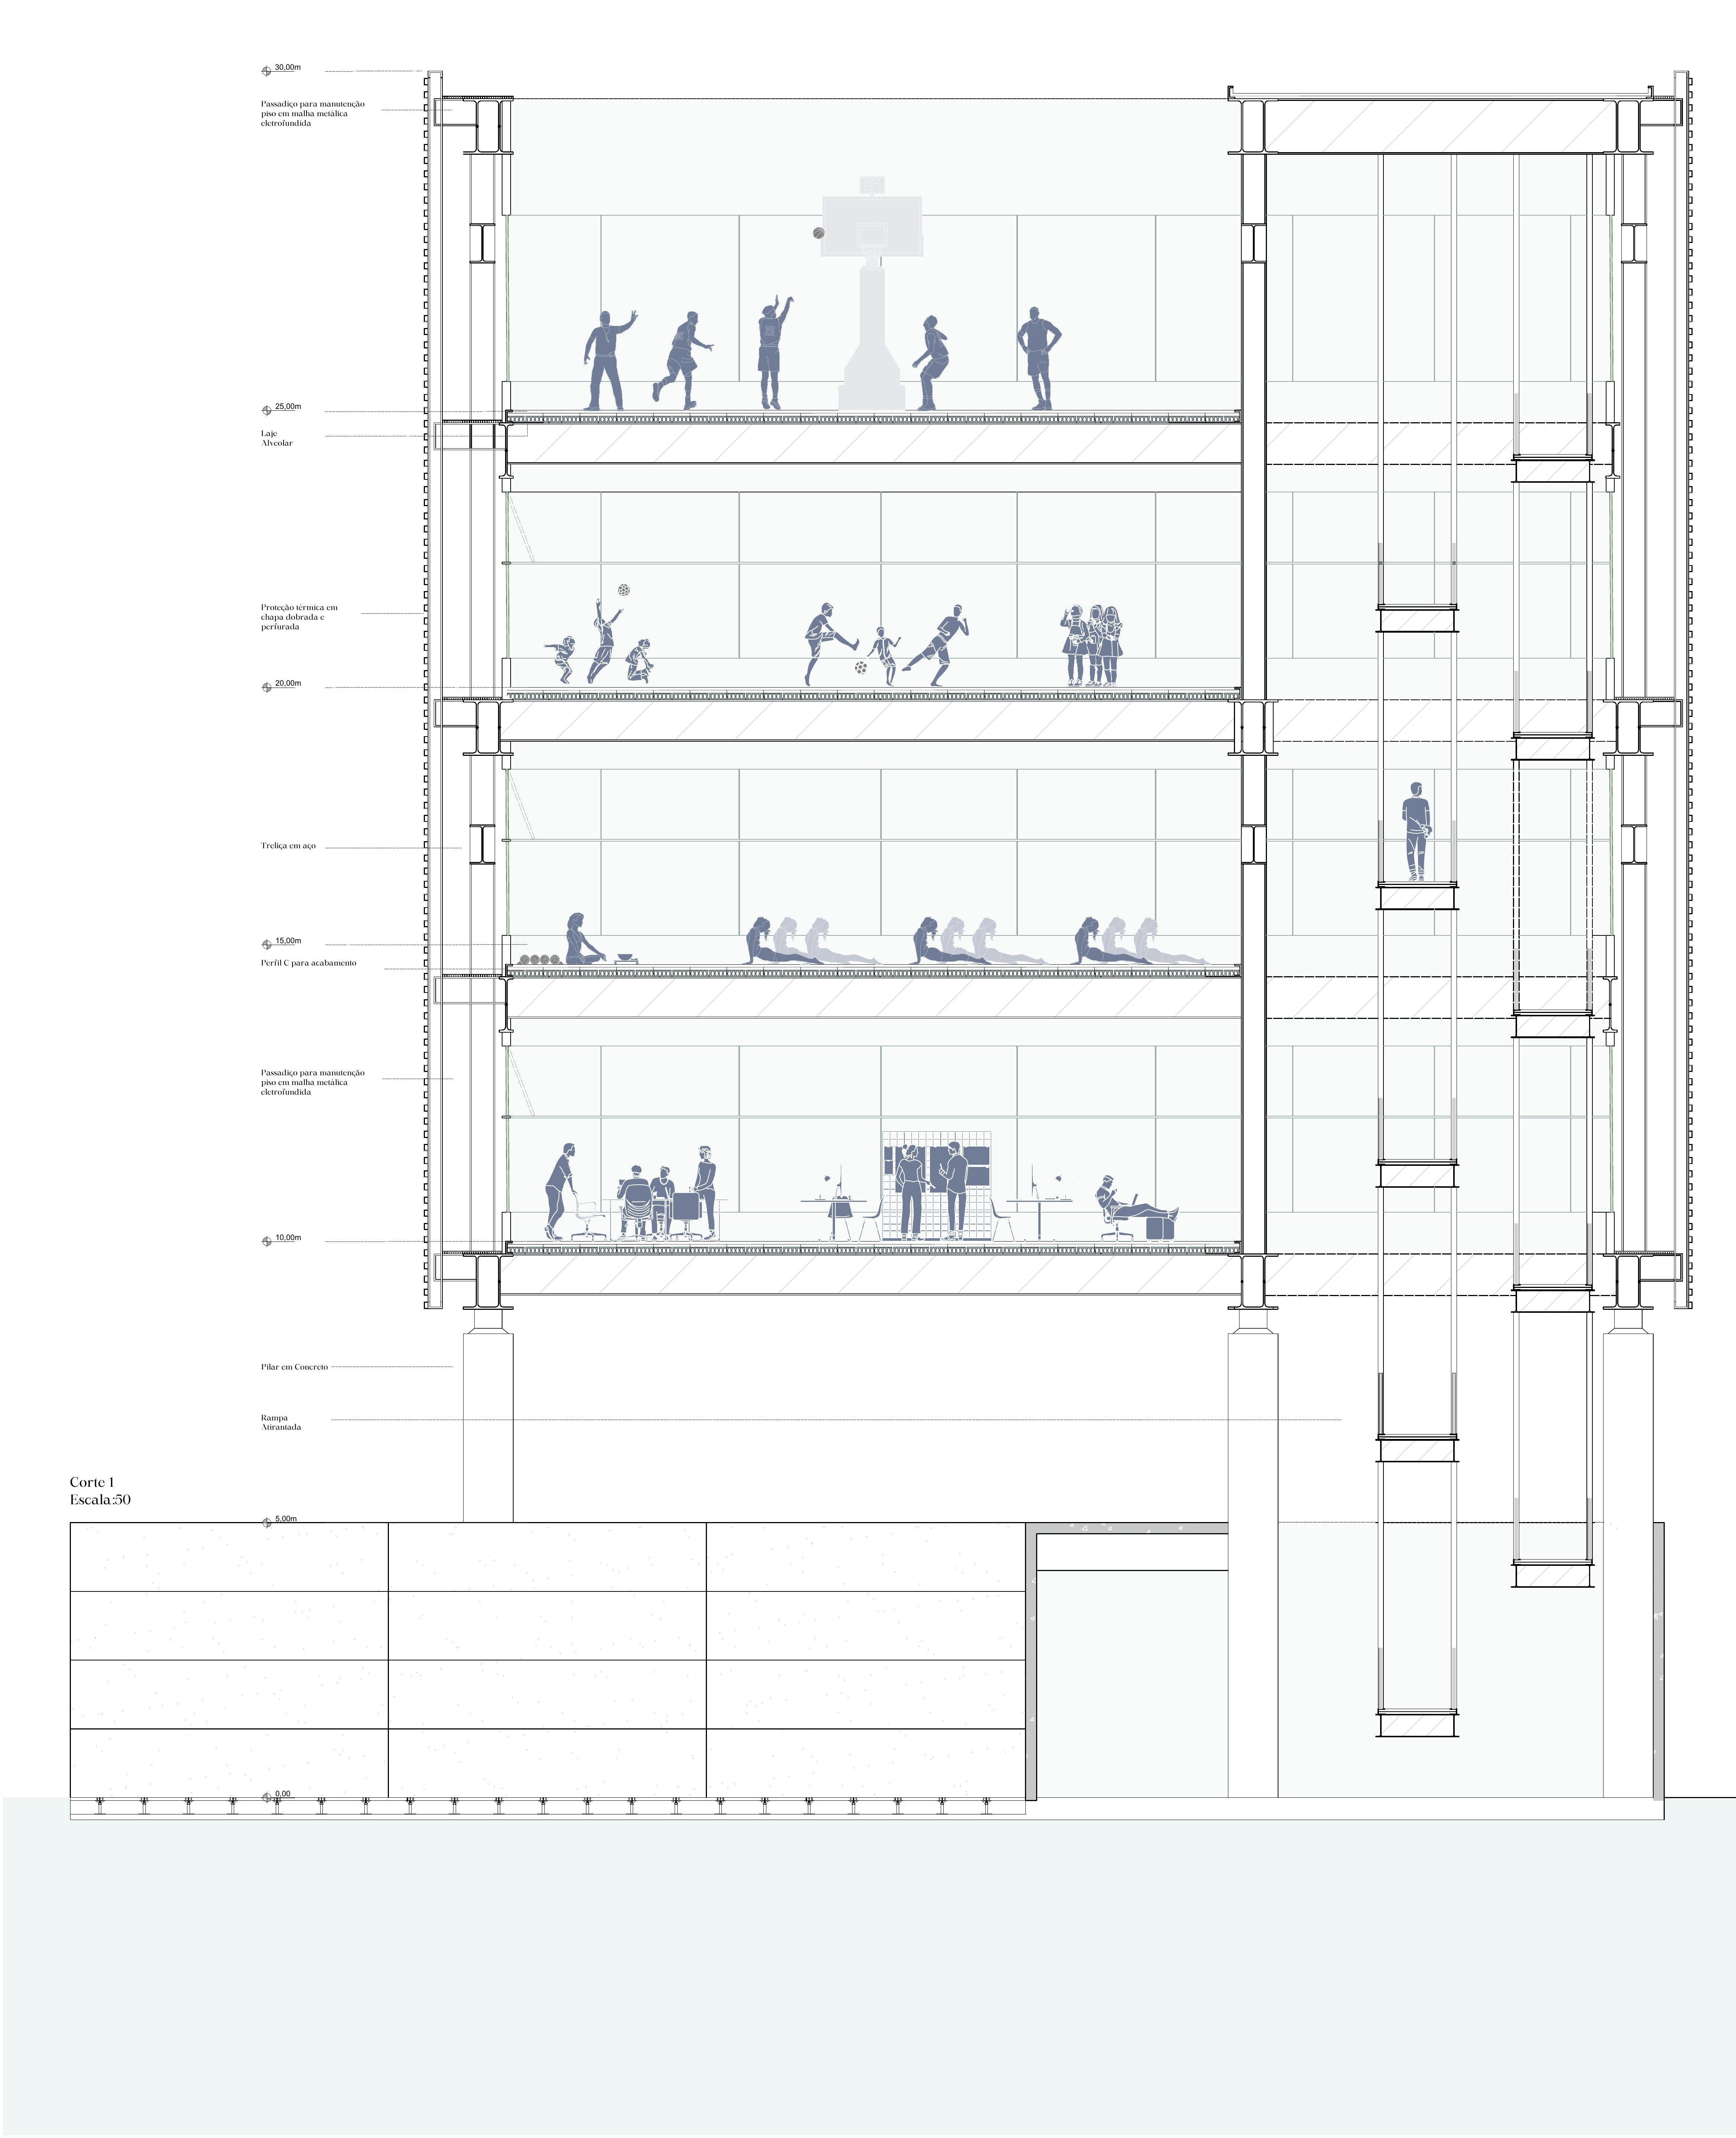 30,00m
Passadiço para manutenção
piso em malha metálica
eletrofundida
25,00m
Laje
Alveolar
Proteção térmica em
chapa dobrada e
perfurada
20,00m
Treliça em aço
15,00m
Perfil C para acabamento
Passadiço para manutenção
piso em malha metálica
eletrofundida
10,00m
Pilar em Concreto
Rampa
Atirantada
Corte 1
Escala:50
5,00m
0,00